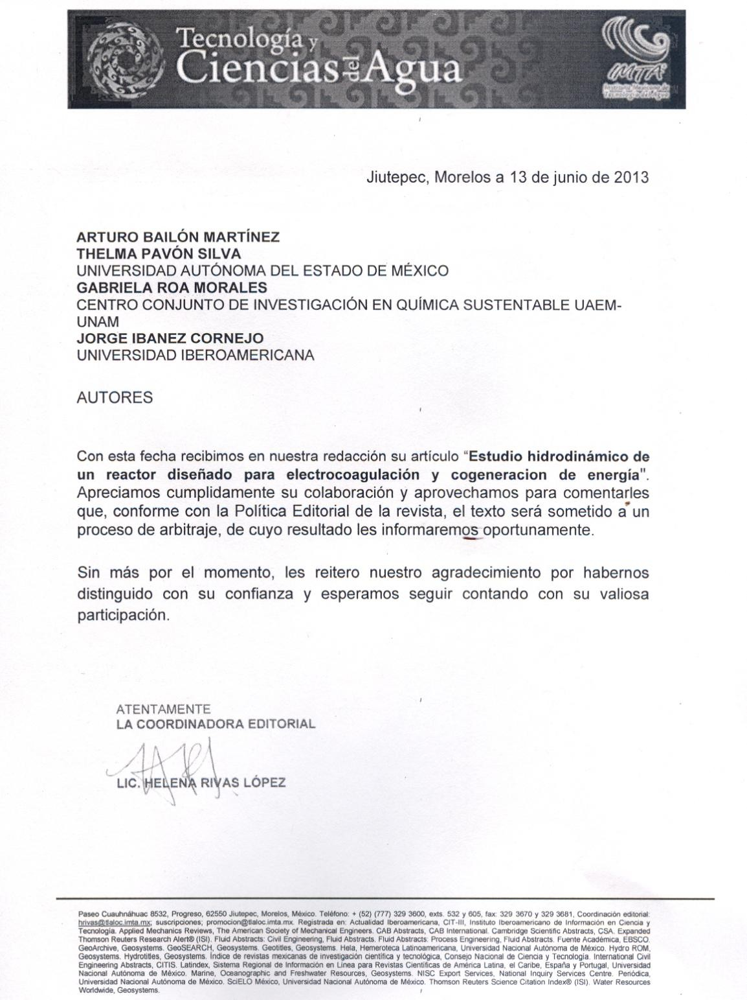 Tecnología y
Ciencias del Agua
IMTA
Instituto Mexicano de
Tecnología del Agua
Jiutepec, Morelos a 13 de junio de 2013
ARTURO BAILÓN MARTÍNEZ
THELMA PAVÓN SILVA
UNIVERSIDAD AUTÓNOMA DEL ESTADO DE MÉXICO
GABRIELA ROA MORALES
CENTRO CONJUNTO DE INVESTIGACIÓN EN QUÍMICA SUSTENTABLE UAEM-
UNAM
JORGE IBANEZ CORNEJO
UNIVERSIDAD IBEROAMERICANA
AUTORES
Con esta fecha recibimos en nuestra redacción su artículo “Estudio hidrodinámico de
un reactor diseñado para electrocoagulación y cogeneracion de energía".
Apreciamos cumplidamente su colaboración y aprovechamos para comentarles
que, conforme con la Política Editorial de la revista, el texto será sometido a un
proceso de arbitraje, de cuyo resultado les informaremos oportunamente.
Sin más por el momento, les reitero nuestro agradecimiento por habernos
distinguido con su confianza y esperamos seguir contando con su valiosa
participación.
ATENTAMENTE
LA COORDINADORA EDITORIAL
LIC. HELENA RIVAS LÓPEZ
Paseo Cuauhnáhuac 8532, Progreso, 62550 Jiutepec, Morelos, México. Teléfono: + (52) (777) 329 3600, exts. 532 y 605, fax: 329 3670 y 329 3681, Coordinación editorial:
hrivas@tlaloc.imta.mx; suscripciones; promocion@tlaloc.imta.mx. Registrada en: Actualidad Iberoamericana, CIT-III, Instituto Iberoamericano de Información en Ciencia y
Tecnología. Applied Mechanics Reviews, The American Society of Mechanical Engineers. CAB Abstracts, CAB International. Cambridge Scientific Abstracts, CSA. Expanded
Thomson Reuters Research Alert® (ISI). Fluid Abstracts: Civil Engineering, Fluid Abstracts. Fluid Abstracts: Process Engineering, Fluid Abstracts. Fuente Académica, EBSCO.
GeoArchive, Geosystems. GeoSEARCH, Geosystems. Geotitles, Geosystems. Hela, Hemeroteca Latinoamericana, Universidad Nacional Autónoma de México. Hydro ROM,
Geosystems. Hydrotitles, Geosystems. Índice de revistas mexicanas de investigación científica y tecnológica, Consejo Nacional de Ciencia y Tecnología. International Civil
Engineering Abstracts, CITIS. Latindex, Sistema Regional de Información en Línea para Revistas Científicas de América Latina, el Caribe, España y Portugal, Universidad
Nacional Autónoma de México. Marine, Oceanographic and Freshwater Resources, Geosystems. NISC Export Services, National Inquiry Services Centre. Periódica,
Universidad Nacional Autónoma de México. SciELO México, Universidad Nacional Autónoma de México. Thomson Reuters Science Citation Index® (ISI). Water Resources
Worldwide, Geosystems.